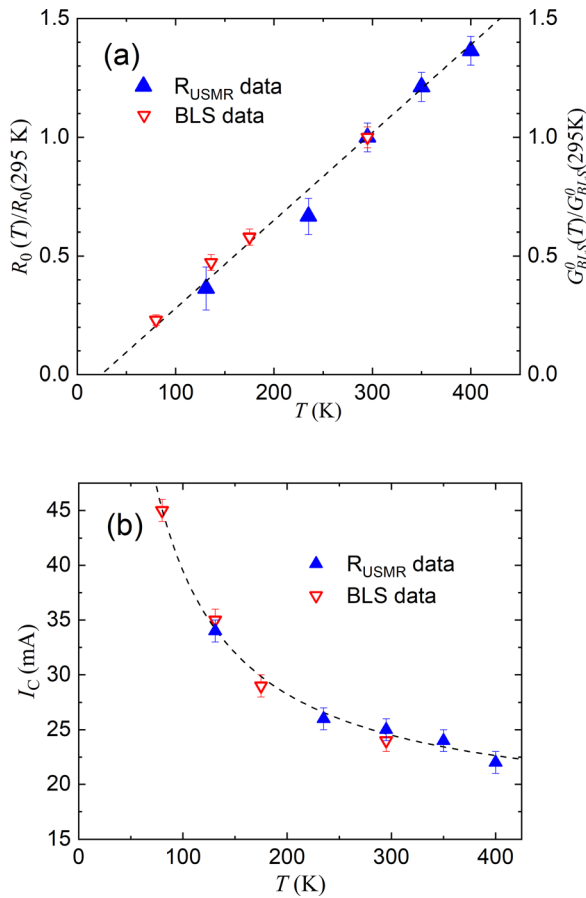 (a)
R_USMR data
BLS data
1.5
1.0
0.5
0.0
R_0(T)/R_0(295 K)
1.5
1.0
0.5
0.0
G^0_BLS(T)/G^0_BLS(295K)
0 100 200 300 400
T (K)
(b)
R_USMR data
BLS data
45
40
35
30
25
20
15
I_C (mA)
0 100 200 300 400
T (K)